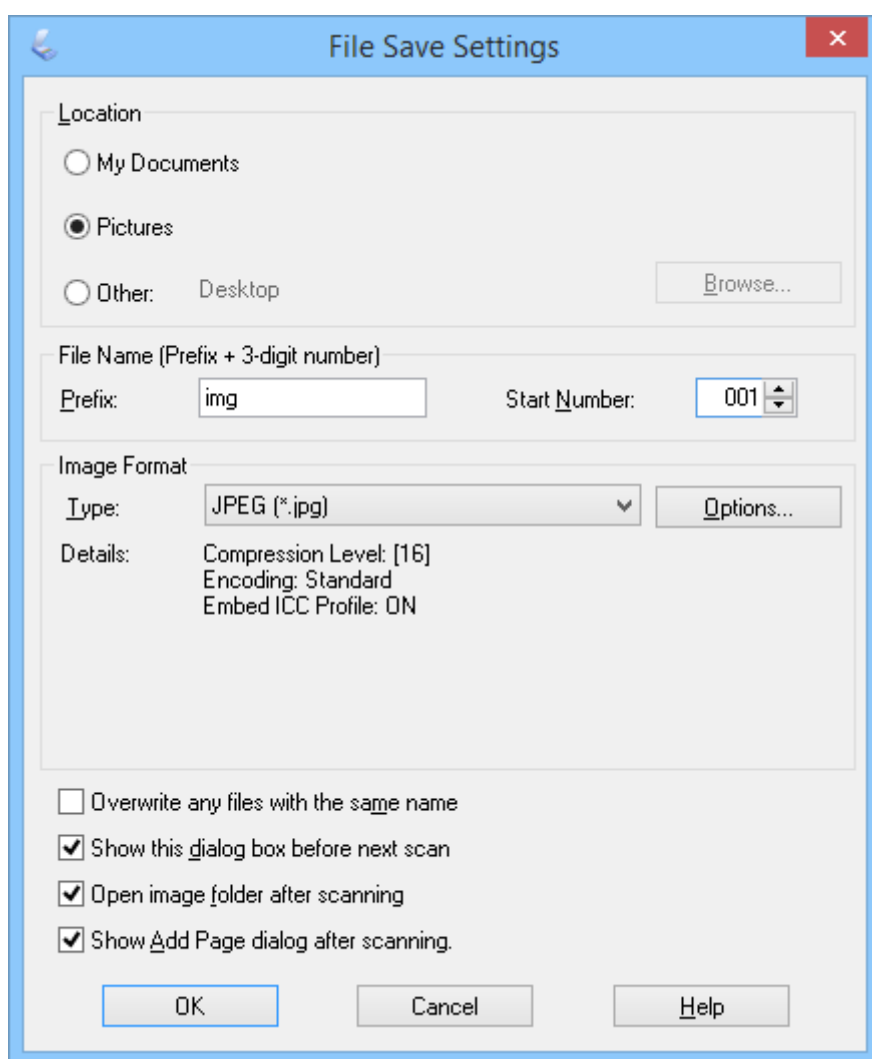 File Save Settings
Location
My Documents
Pictures
Other: Desktop Browse...
File Name (Prefix + 3-digit number)
Prefix: img Start Number: 001
Image Format
Type: JPEG (*.jpg) Options...
Details: Compression Level: [16]
Encoding: Standard
Embed ICC Profile: ON
Overwrite any files with the same name
Show this dialog box before next scan
Open image folder after scanning
Show Add Page dialog after scanning.
OK Cancel Help